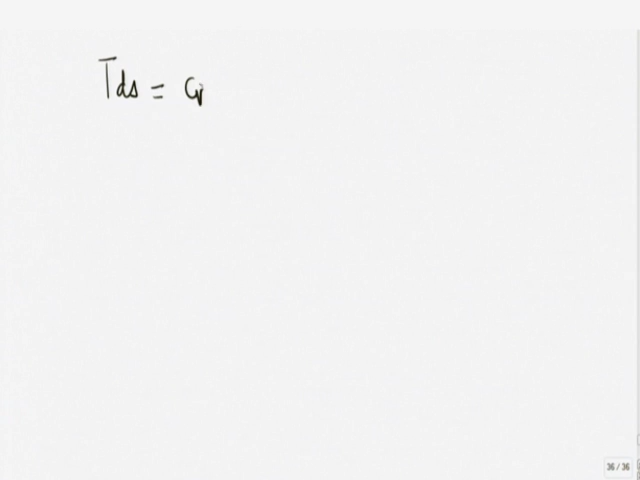 Tds = Cv
36 / 36